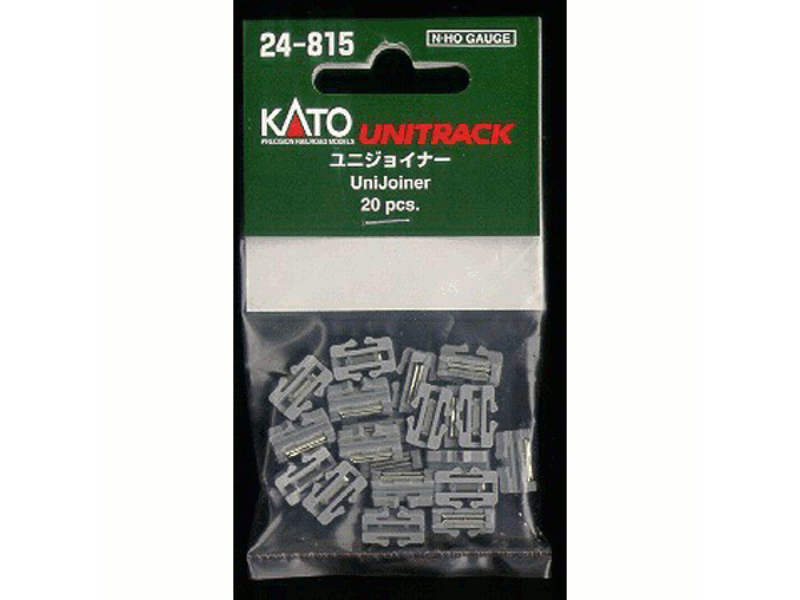 24-815
N·HO GAUGE
KATO UNITRACK
PRECISION RAILROAD MODELS
ユニジョイナー
UniJoiner
20 pcs.